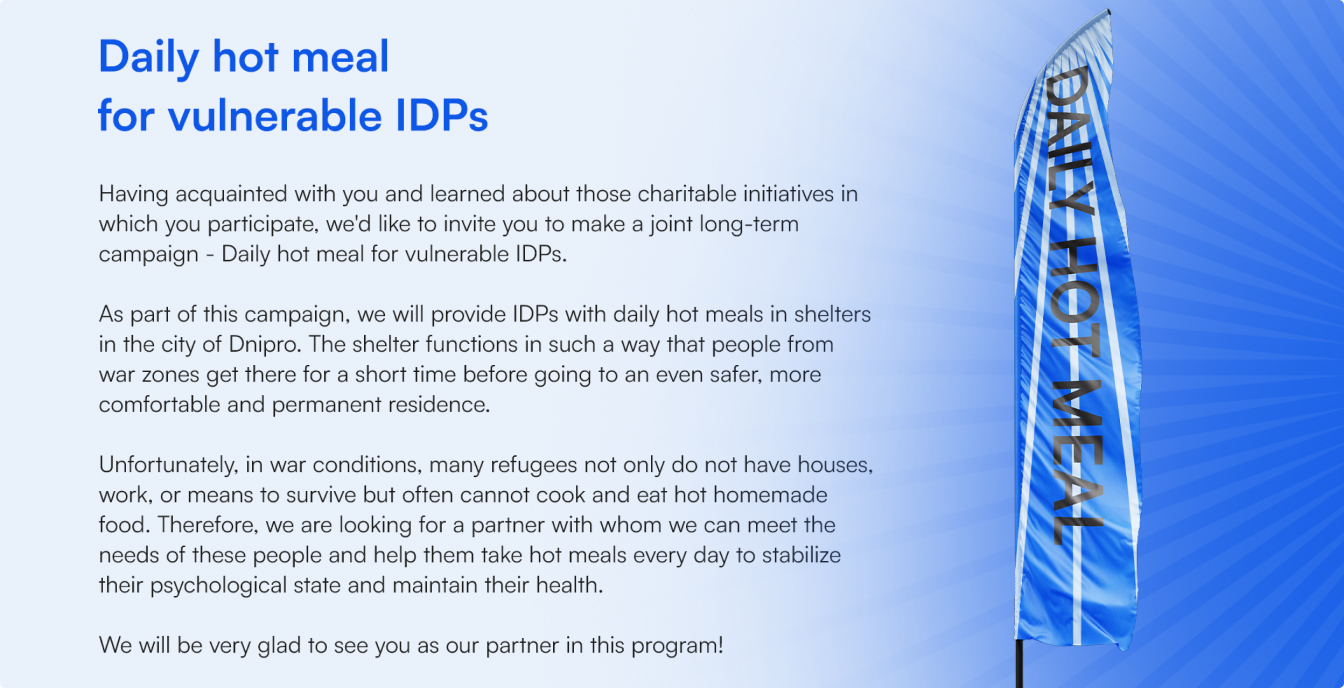 Daily hot meal
for vulnerable IDPs
Having acquainted with you and learned about those charitable initiatives in
which you participate, we'd like to invite you to make a joint long-term
campaign - Daily hot meal for vulnerable IDPs.
As part of this campaign, we will provide IDPs with daily hot meals in shelters
in the city of Dnipro. The shelter functions in such a way that people from
war zones get there for a short time before going to an even safer, more
comfortable and permanent residence.
Unfortunately, in war conditions, many refugees not only do not have houses,
work, or means to survive but often cannot cook and eat hot homemade
food. Therefore, we are looking for a partner with whom we can meet the
needs of these people and help them take hot meals every day to stabilize
their psychological state and maintain their health.
We will be very glad to see you as our partner in this program!
DAILY HOT MEAL